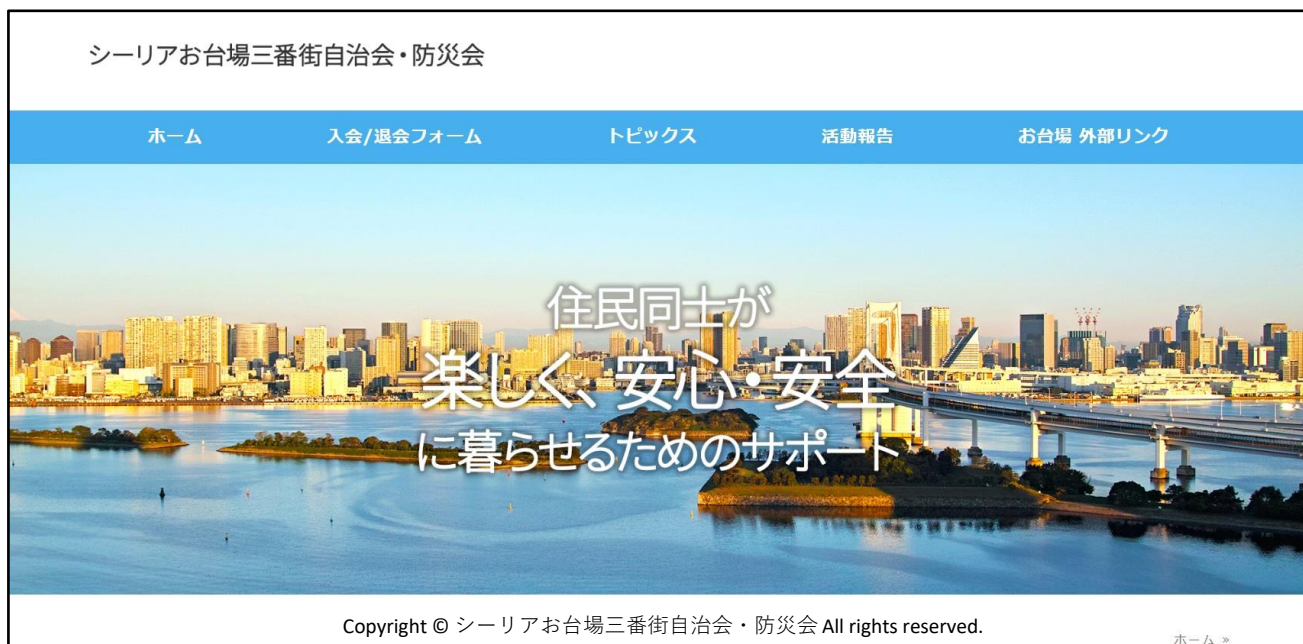 シーリアお台場三番街自治会・防災会
ホーム 入会/退会フォーム トピックス 活動報告 お台場 外部リンク
住民同士が
楽しく、安心・安全
に暮らせるためのサポート
Copyright © シーリアお台場三番街自治会・防災会 All rights reserved.
ホーム »